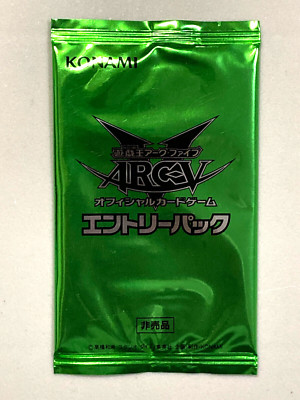 KONAMI
遊戯王アーク・ファイブ
ARC-V
オフィシャルカードゲーム
エントリーパック
非売品